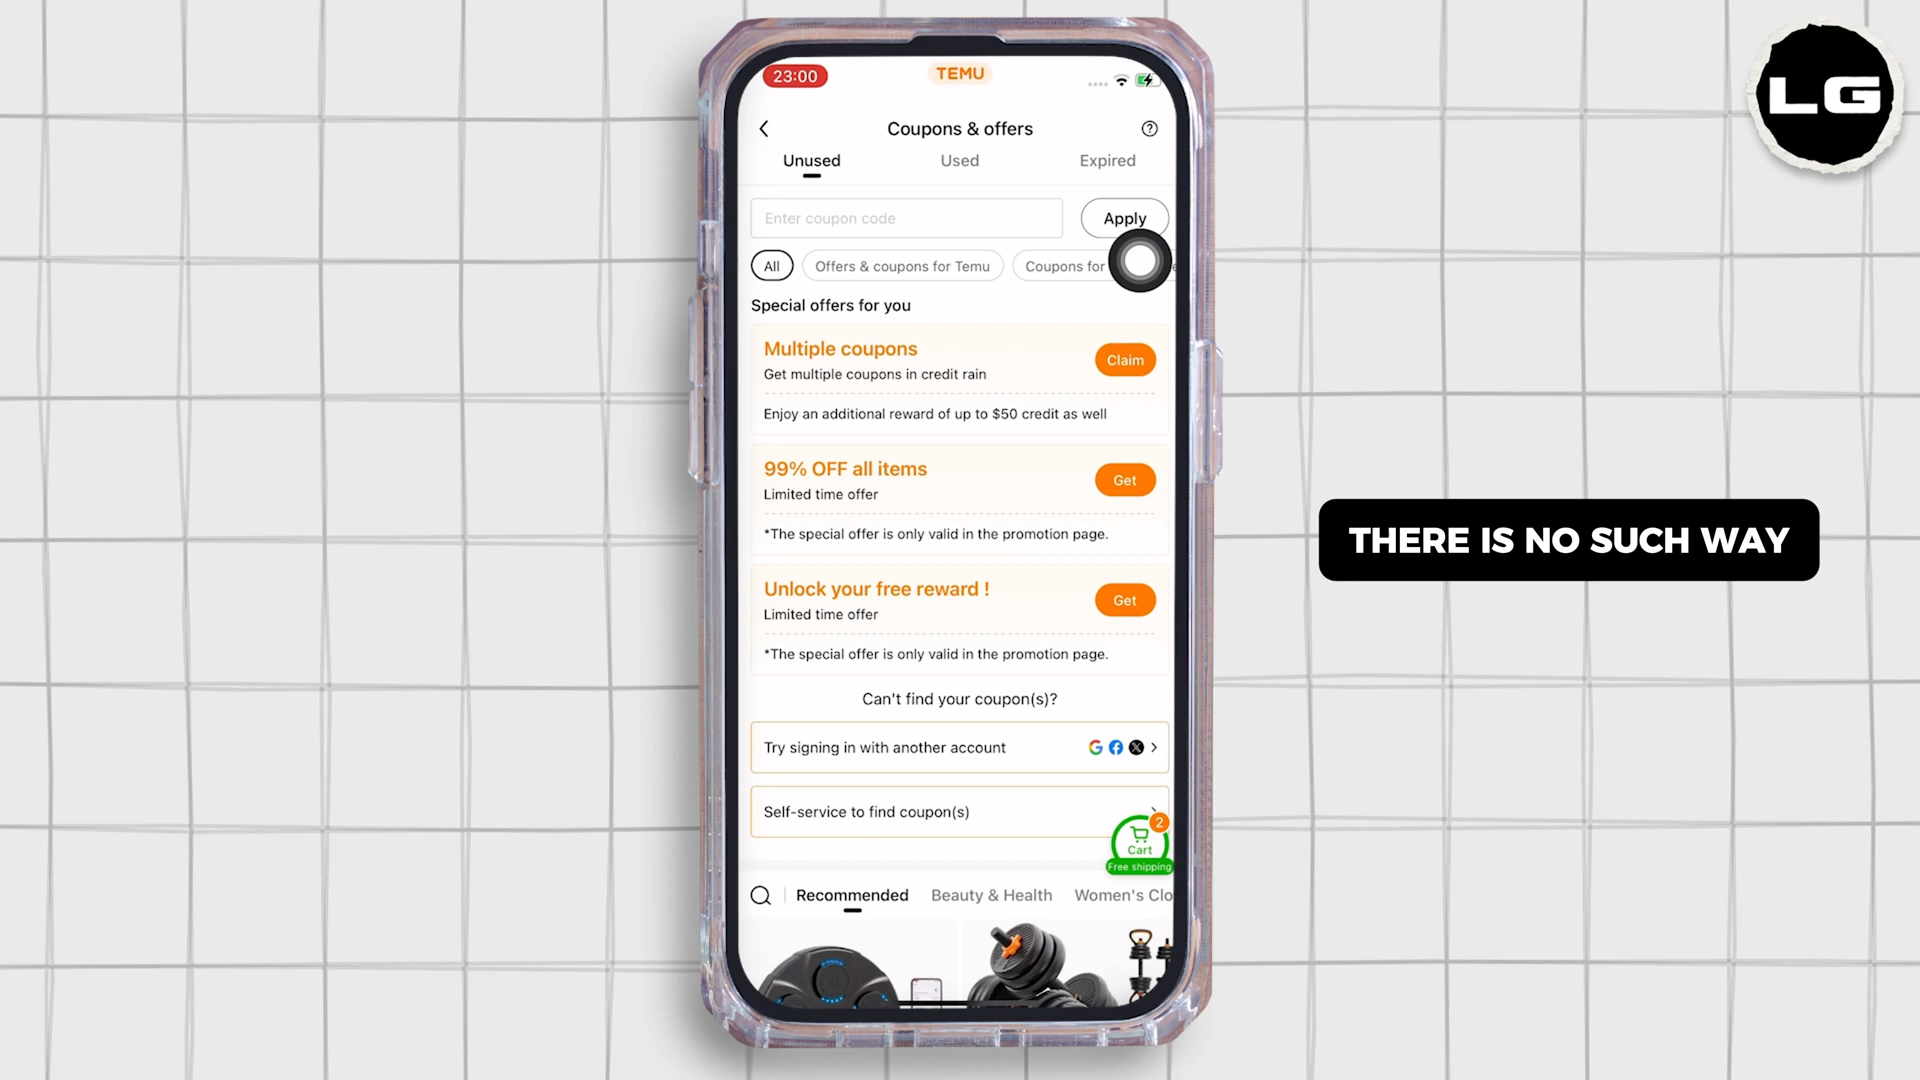 LG
23:00
TEMU
Coupons & offers
Unused
Used
Expired
Enter coupon code
Apply
All
Offers & coupons for Temu
Coupons for
Special offers for you
Multiple coupons
Get multiple coupons in credit rain
Claim
Enjoy an additional reward of up to $50 credit as well
99% OFF all items
Limited time offer
Get
*The special offer is only valid in the promotion page.
THERE IS NO SUCH WAY
Unlock your free reward !
Limited time offer
Get
*The special offer is only valid in the promotion page.
Can't find your coupon(s)?
Try signing in with another account
Self-service to find coupon(s)
2
Cart
Free shipping
Recommended
Beauty & Health
Women's Clo